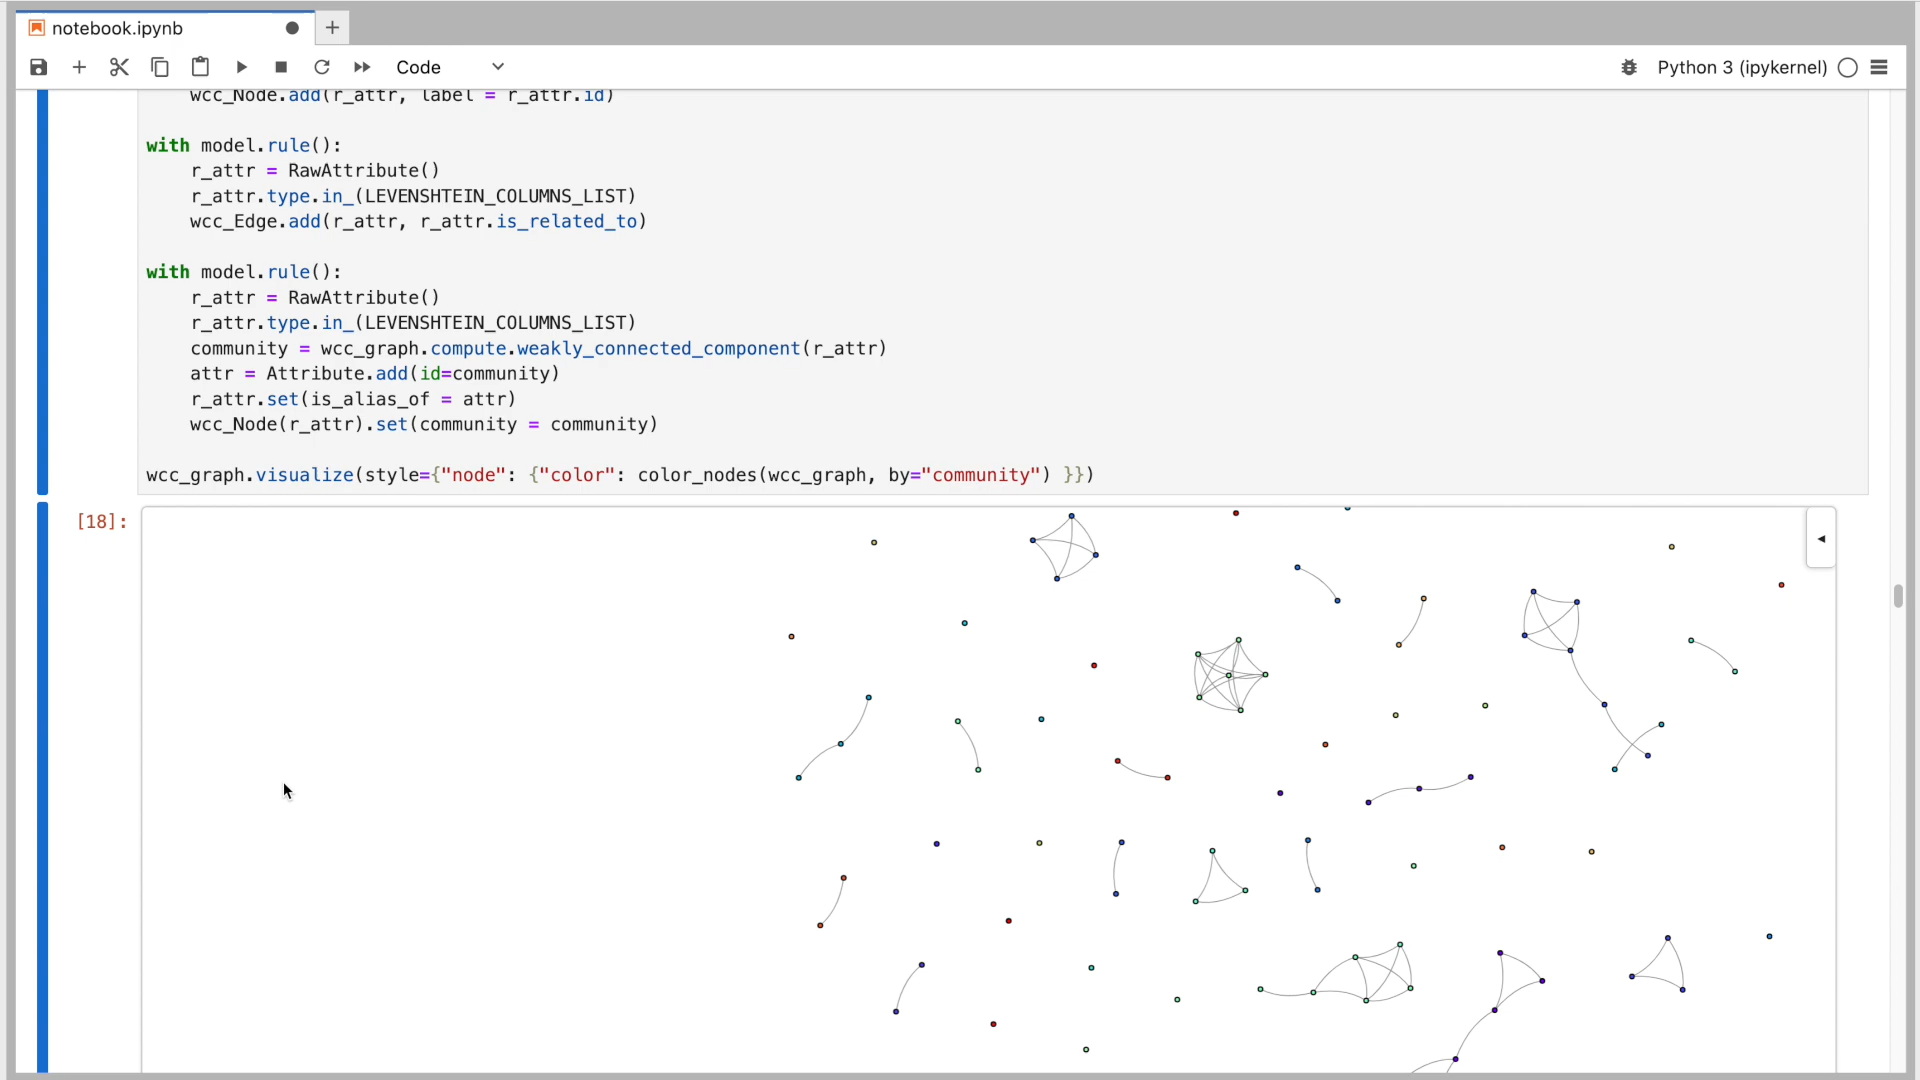 notebook.ipynb
Code
Python 3 (ipykernel)
wcc_Node.add(r_attr, label = r_attr.id)
with model.rule():
r_attr = RawAttribute()
r_attr.type.in_(LEVENSHTEIN_COLUMNS_LIST)
wcc_Edge.add(r_attr, r_attr.is_related_to)
with model.rule():
r_attr = RawAttribute()
r_attr.type.in_(LEVENSHTEIN_COLUMNS_LIST)
community = wcc_graph.compute.weakly_connected_component(r_attr)
attr = Attribute.add(id=community)
r_attr.set(is_alias_of = attr)
wcc_Node(r_attr).set(community = community)
wcc_graph.visualize(style={"node": {"color": color_nodes(wcc_graph, by="community") }})
[18]: